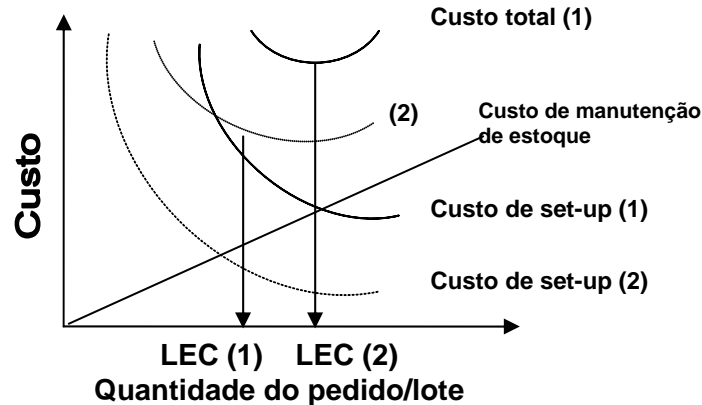 Custo total (1)
(2)
Custo de manutenção
de estoque
Custo
Custo de set-up (1)
Custo de set-up (2)
LEC (1) LEC (2)
Quantidade do pedido/lote